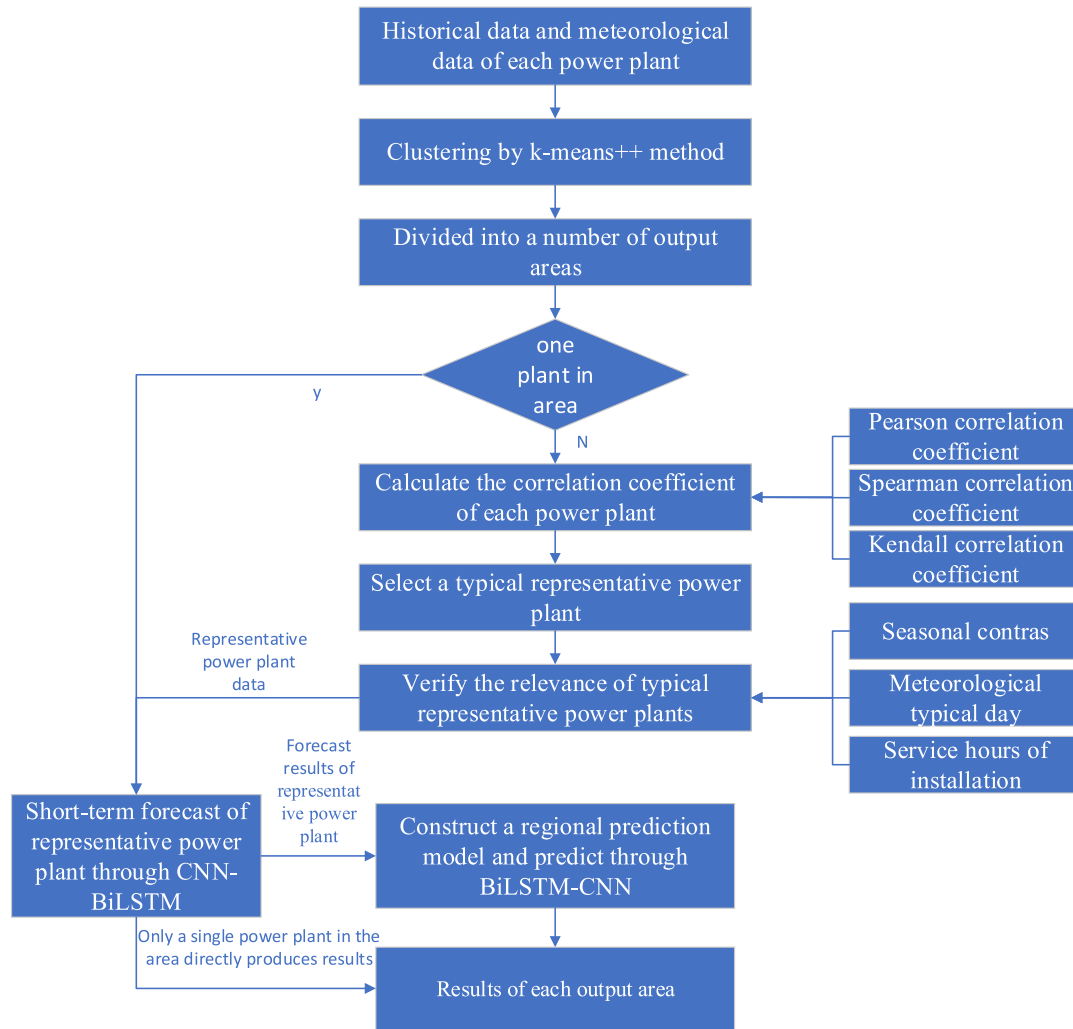 Historical data and meteorological
data of each power plant
Clustering by k-means++ method
Divided into a number of output
areas
one
plant in
area
y
N
Pearson correlation
coefficient
Calculate the correlation coefficient
of each power plant
Spearman correlation
coefficient
Kendall correlation
coefficient
Select a typical representative power
plant
Seasonal contras
Representative
power plant
data
Verify the relevance of typical
representative power plants
Meteorological
typical day
Service hours of
installation
Forecast
results of
representat
ive power
plant
Short-term forecast of
representative power
plant through CNN-
BiLSTM
Construct a regional prediction
model and predict through
BiLSTM-CNN
Only a single power plant in the
area directly produces results
Results of each output area